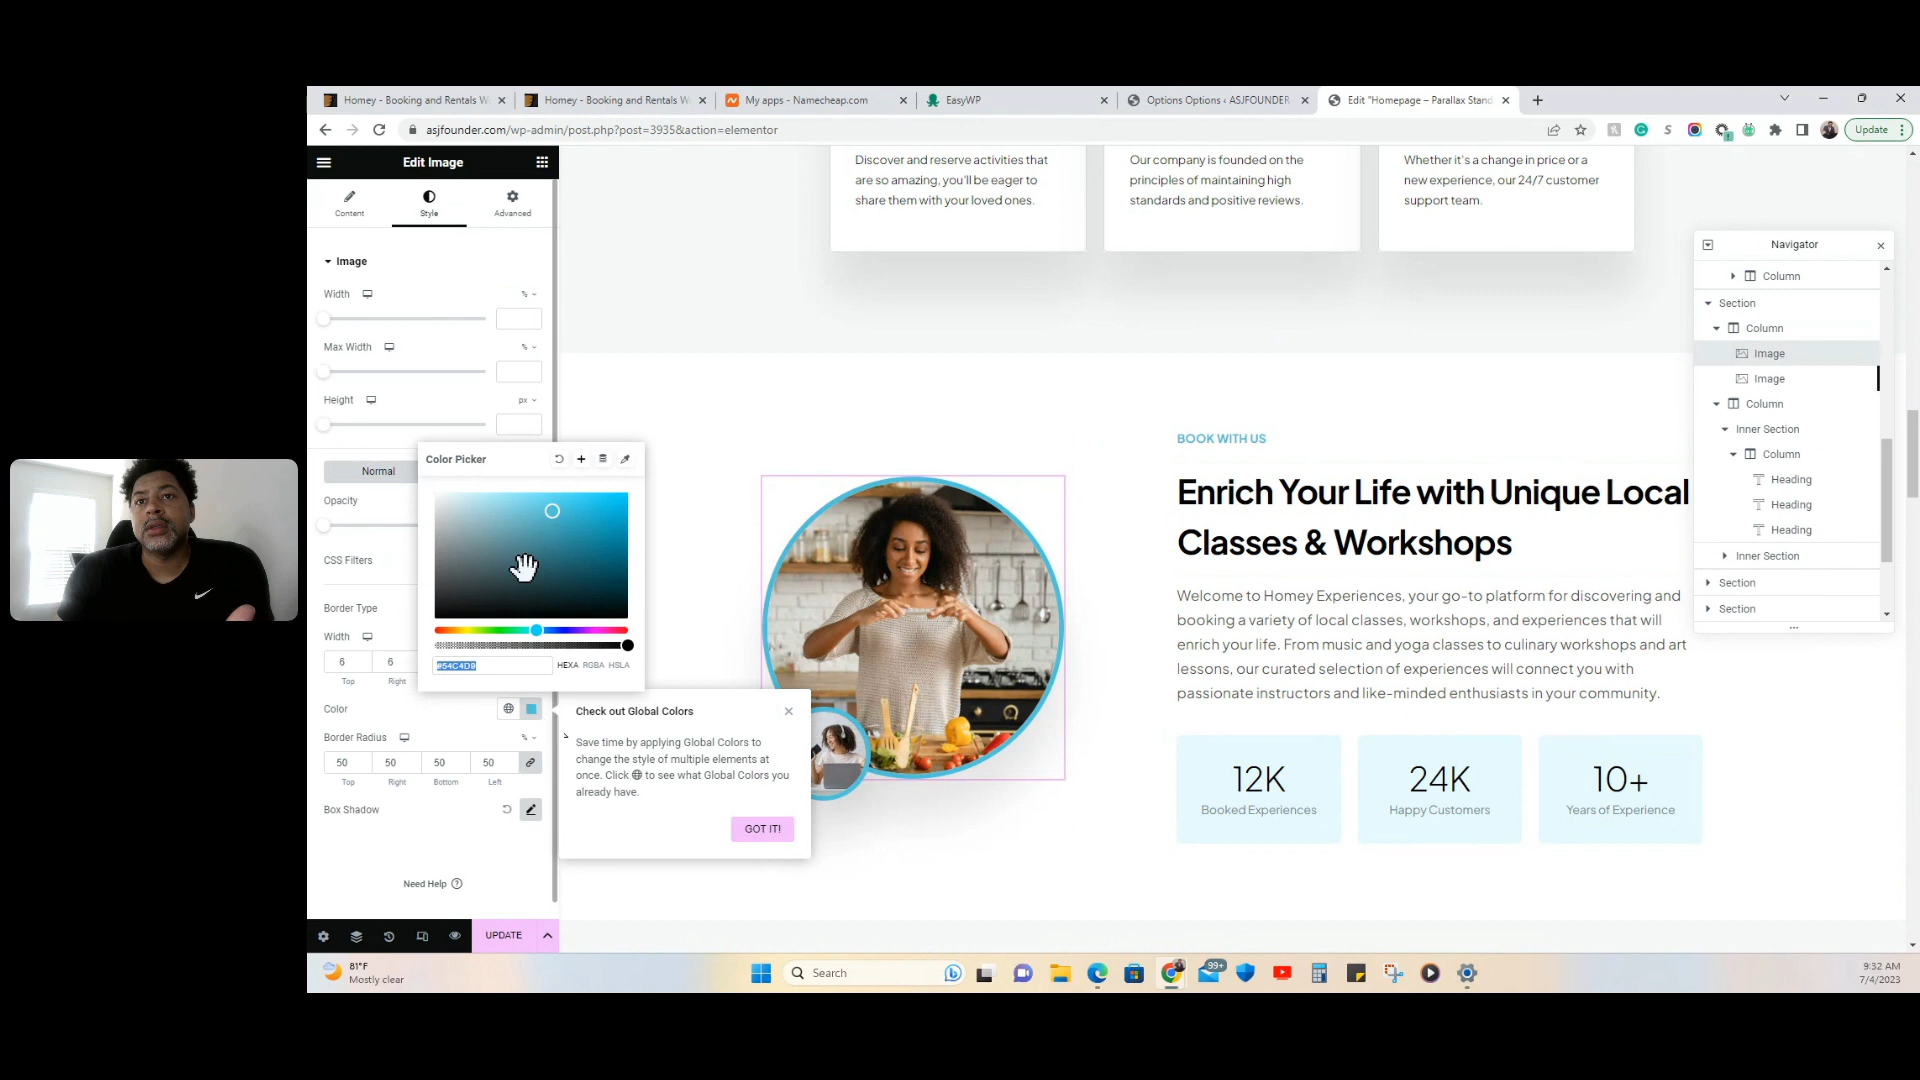 Homey - Booking and Rentals W
Homey - Booking and Rentals W
My apps - Namecheap.com
EasyWP
Options Options ‹ ASJFOUNDER
Edit "Homepage – Parallax Stand
asjfounder.com/wp-admin/post.php?post=3935&action=elementor
Update
Edit Image
Content
Style
Advanced
Image
Width
%
Max Width
%
Height
px
Normal
Opacity
CSS Filters
Border Type
Width
6
6
Top
Right
Color
Border Radius
%
50
50
50
50
Top
Right
Bottom
Left
Box Shadow
Need Help
UPDATE
Color Picker
#54C4D9
HEXA
RGBA
HSLA
Check out Global Colors
Save time by applying Global Colors to
change the style of multiple elements at
once. Click to see what Global Colors you
already have.
GOT IT!
Discover and reserve activities that
are so amazing, you'll be eager to
share them with your loved ones.
Our company is founded on the
principles of maintaining high
standards and positive reviews.
Whether it's a change in price or a
new experience, our 24/7 customer
support team.
BOOK WITH US
Enrich Your Life with Unique Local
Classes & Workshops
Welcome to Homey Experiences, your go-to platform for discovering and
booking a variety of local classes, workshops, and experiences that will
enrich your life. From music and yoga classes to culinary workshops and art
lessons, our curated selection of experiences will connect you with
passionate instructors and like-minded enthusiasts in your community.
12K
Booked Experiences
24K
Happy Customers
10+
Years of Experience
Navigator
Column
Section
Column
Image
Image
Column
Inner Section
Column
Heading
Heading
Heading
Inner Section
Section
Section
81°F
Mostly clear
Search
99+
9:32 AM
7/4/2023